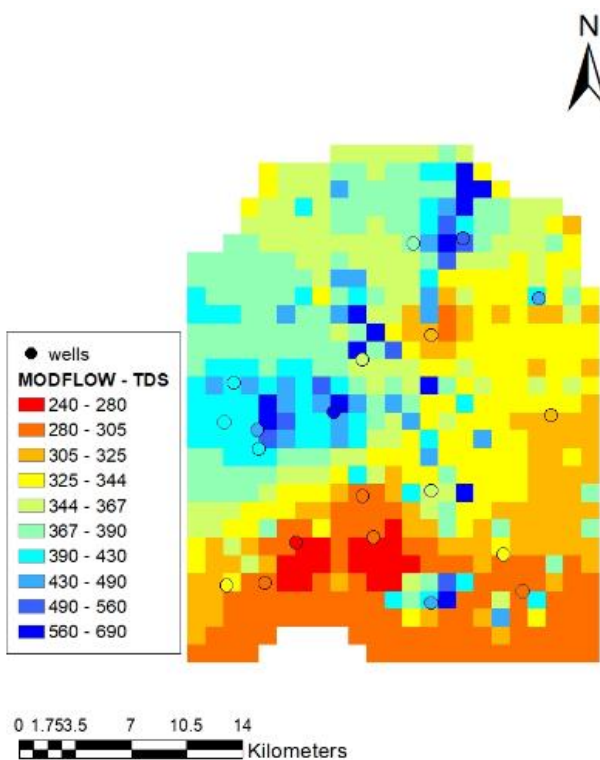 N
wells
MODFLOW - TDS
240 - 280
280 - 305
305 - 325
325 - 344
344 - 367
367 - 390
390 - 430
430 - 490
490 - 560
560 - 690
0 1.753.5 7 10.5 14
Kilometers